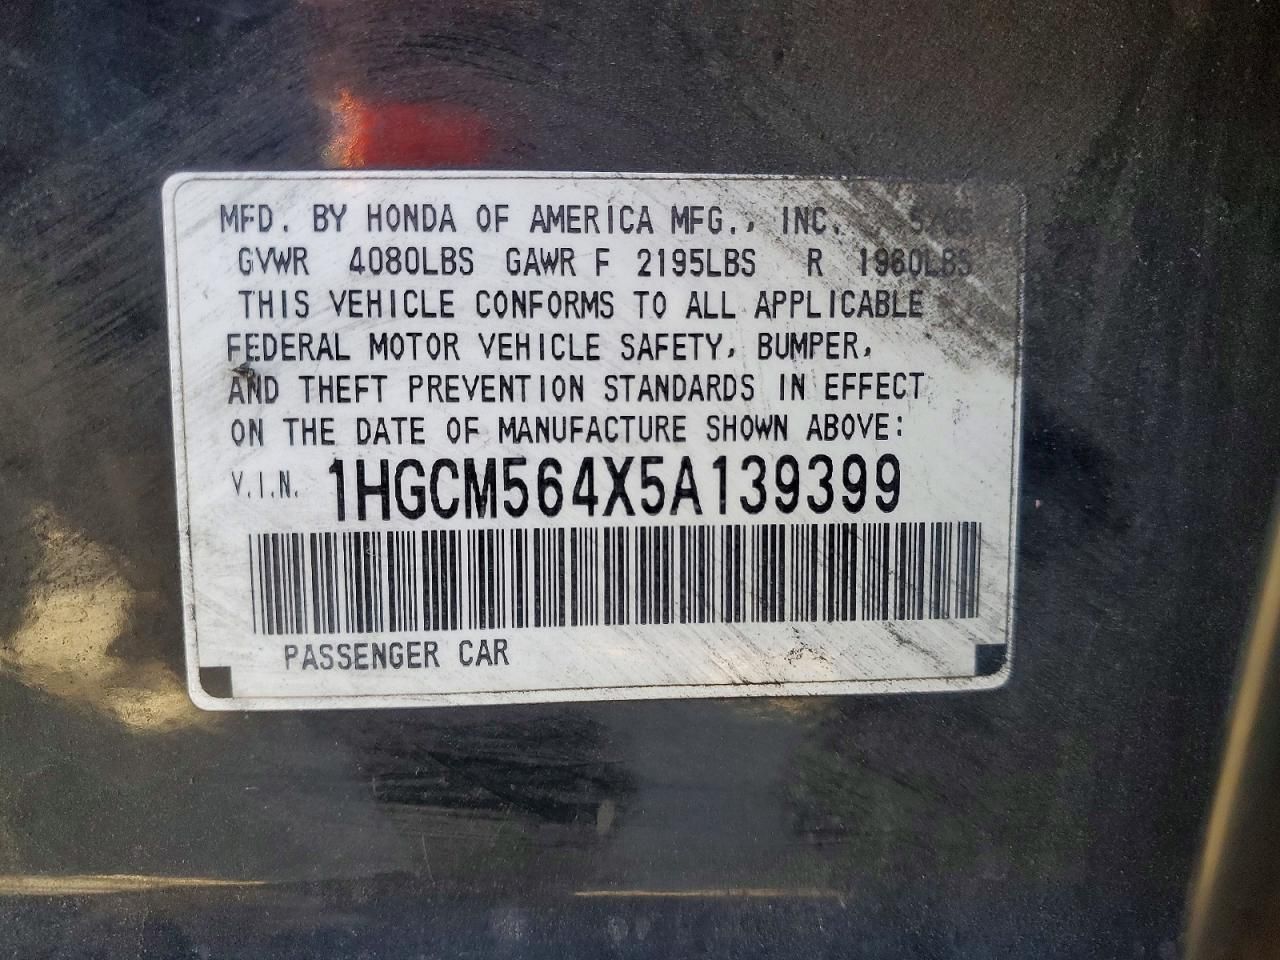 MFD. BY HONDA OF AMERICA MFG., INC. 5/05
GVWR 4080LBS GAWR F 2195LBS R 1960LBS
THIS VEHICLE CONFORMS TO ALL APPLICABLE
FEDERAL MOTOR VEHICLE SAFETY, BUMPER,
AND THEFT PREVENTION STANDARDS IN EFFECT
ON THE DATE OF MANUFACTURE SHOWN ABOVE:
V.I.N. 1HGCM564X5A139399
PASSENGER CAR